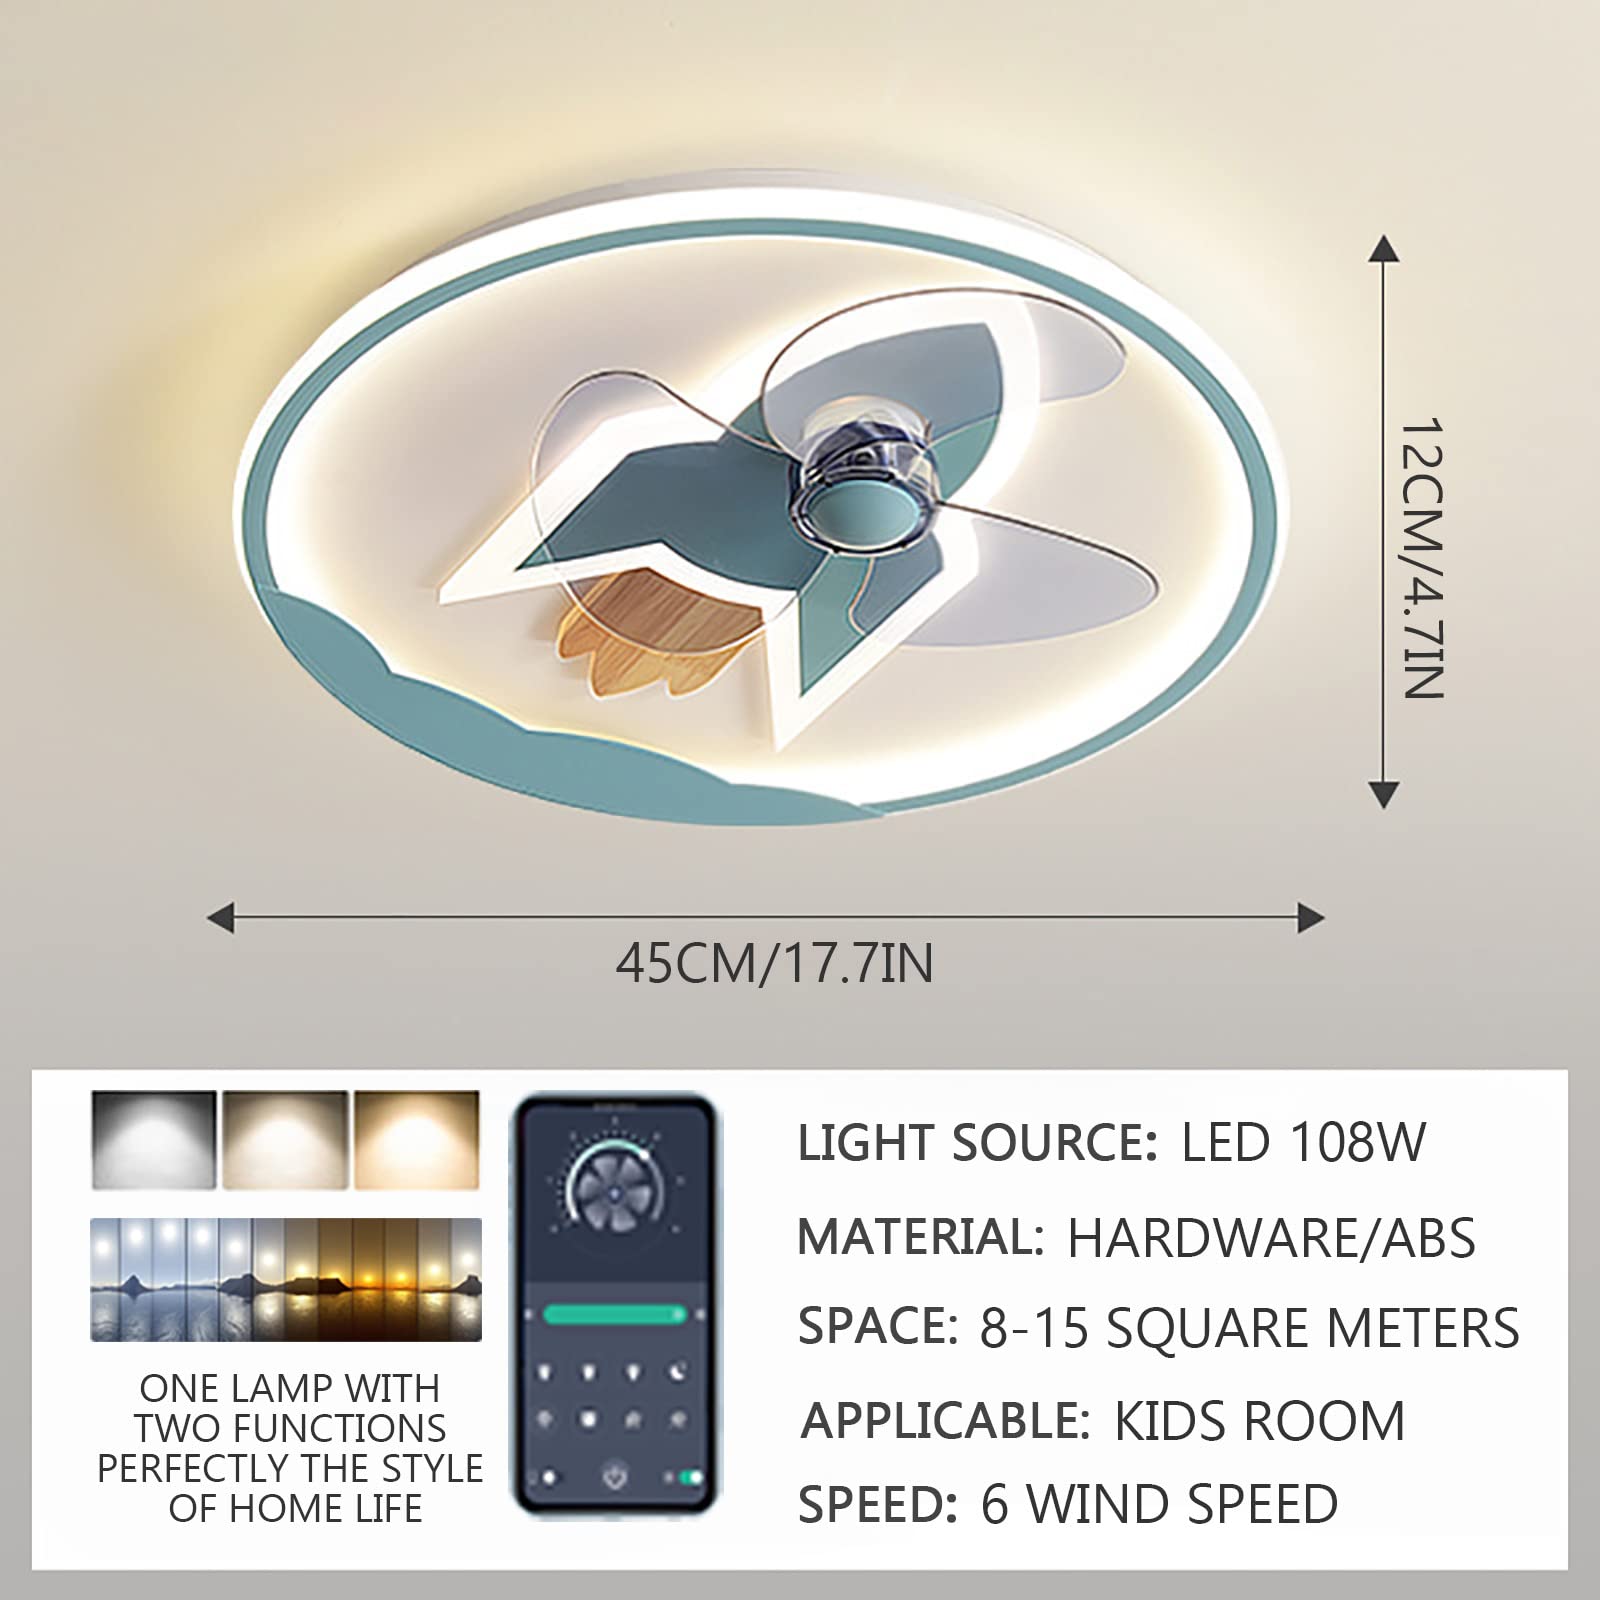 12CM/4.7IN
45CM/17.7IN
ONE LAMP WITH
TWO FUNCTIONS
PERFECTLY THE STYLE
OF HOME LIFE
LIGHT SOURCE: LED 108W
MATERIAL: HARDWARE/ABS
SPACE: 8-15 SQUARE METERS
APPLICABLE: KIDS ROOM
SPEED: 6 WIND SPEED